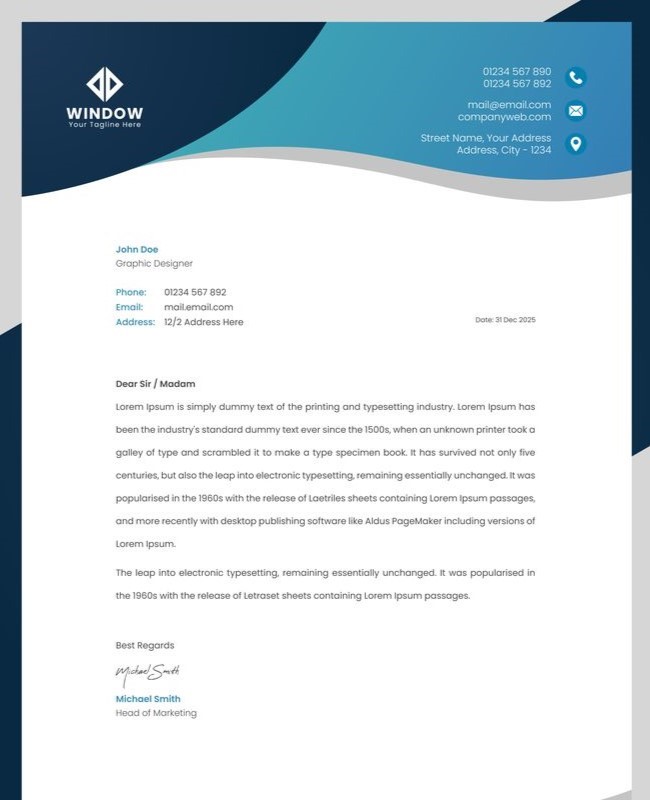 WINDOW
Your Tagline Here
01234 567 890
01234 567 892
mail@email.com
companyweb.com
Street Name, Your Address
Address, City - 1234
John Doe
Graphic Designer
Phone: 01234 567 892
Email: mail.email.com
Address: 12/2 Address Here
Date: 31 Dec 2025
Dear Sir / Madam
Lorem Ipsum is simply dummy text of the printing and typesetting industry. Lorem Ipsum has
been the industry's standard dummy text ever since the 1500s, when an unknown printer took a
galley of type and scrambled it to make a type specimen book. It has survived not only five
centuries, but also the leap into electronic typesetting, remaining essentially unchanged. It was
popularised in the 1960s with the release of Laetriles sheets containing Lorem Ipsum passages,
and more recently with desktop publishing software like Aldus PageMaker including versions of
Lorem Ipsum.
The leap into electronic typesetting, remaining essentially unchanged. It was popularised in
the 1960s with the release of Letraset sheets containing Lorem Ipsum passages.
Best Regards
Michael Smith
Michael Smith
Head of Marketing